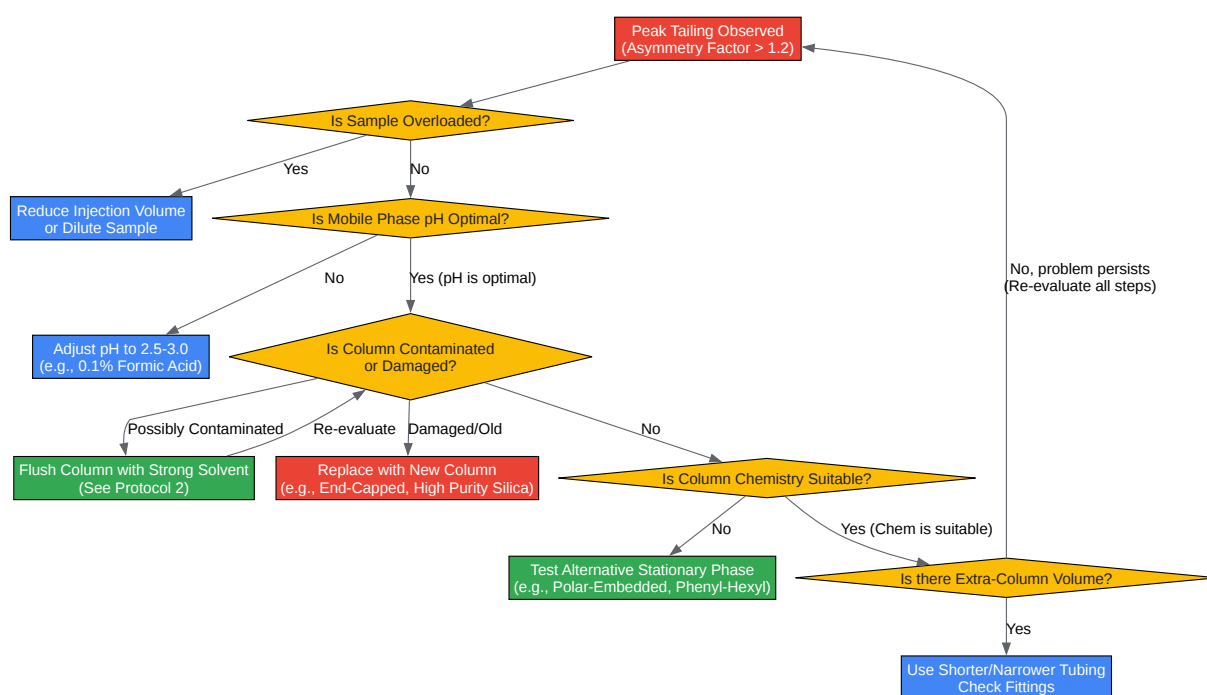 Peak Tailing Observed
(Asymmetry Factor > 1.2)
Is Sample Overloaded?
Yes
No
Reduce Injection Volume
or Dilute Sample
Is Mobile Phase pH Optimal?
No
Yes (pH is optimal)
No, problem persists
(Re-evaluate all steps)
Adjust pH to 2.5-3.0
(e.g., 0.1% Formic Acid)
Is Column Contaminated
or Damaged?
Possibly Contaminated
Re-evaluate
Damaged/Old
No
Flush Column with Strong Solvent
(See Protocol 2)
Replace with New Column
(e.g., End-Capped, High Purity Silica)
Is Column Chemistry Suitable?
No
Yes (Chem is suitable)
Test Alternative Stationary Phase
(e.g., Polar-Embedded, Phenyl-Hexyl)
Is there Extra-Column Volume?
Yes
Use Shorter/Narrower Tubing
Check Fittings